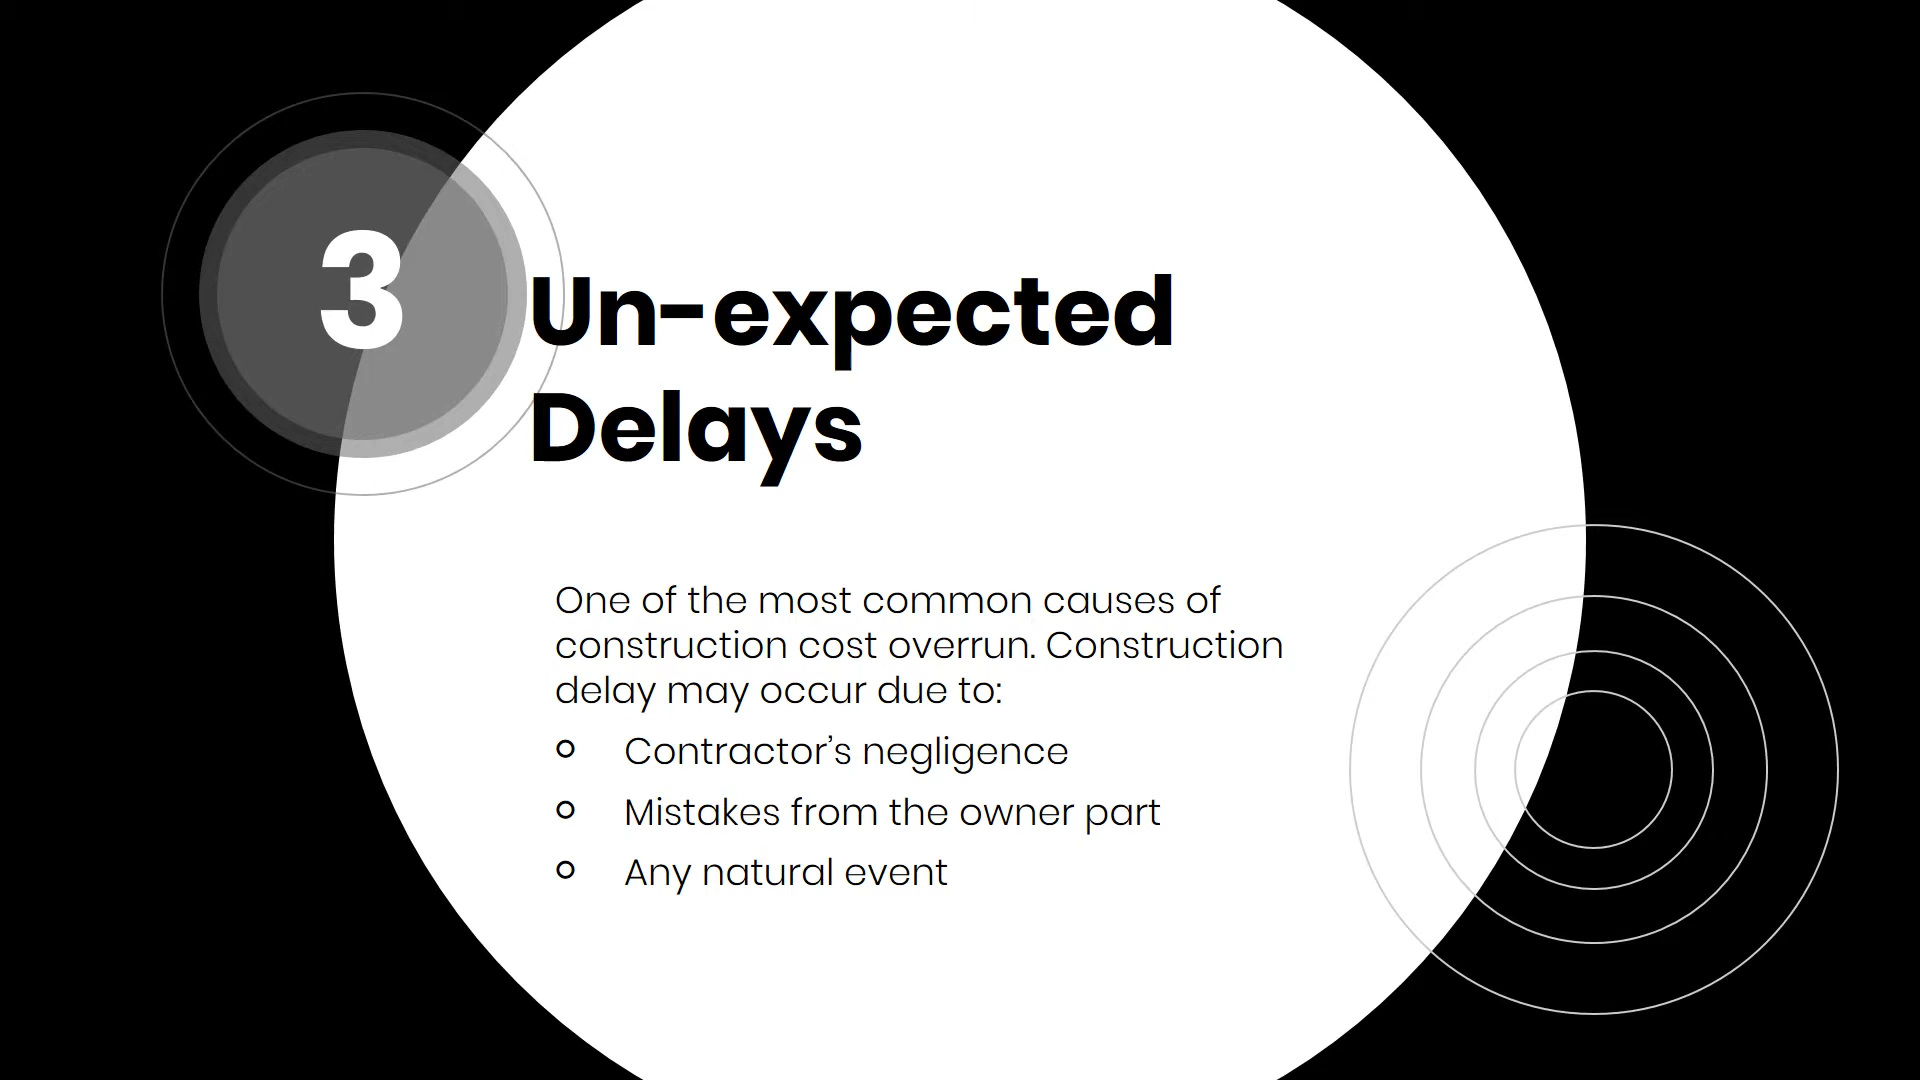 3
Un-expected
Delays
One of the most common causes of
construction cost overrun. Construction
delay may occur due to:
Contractor’s negligence
Mistakes from the owner part
Any natural event